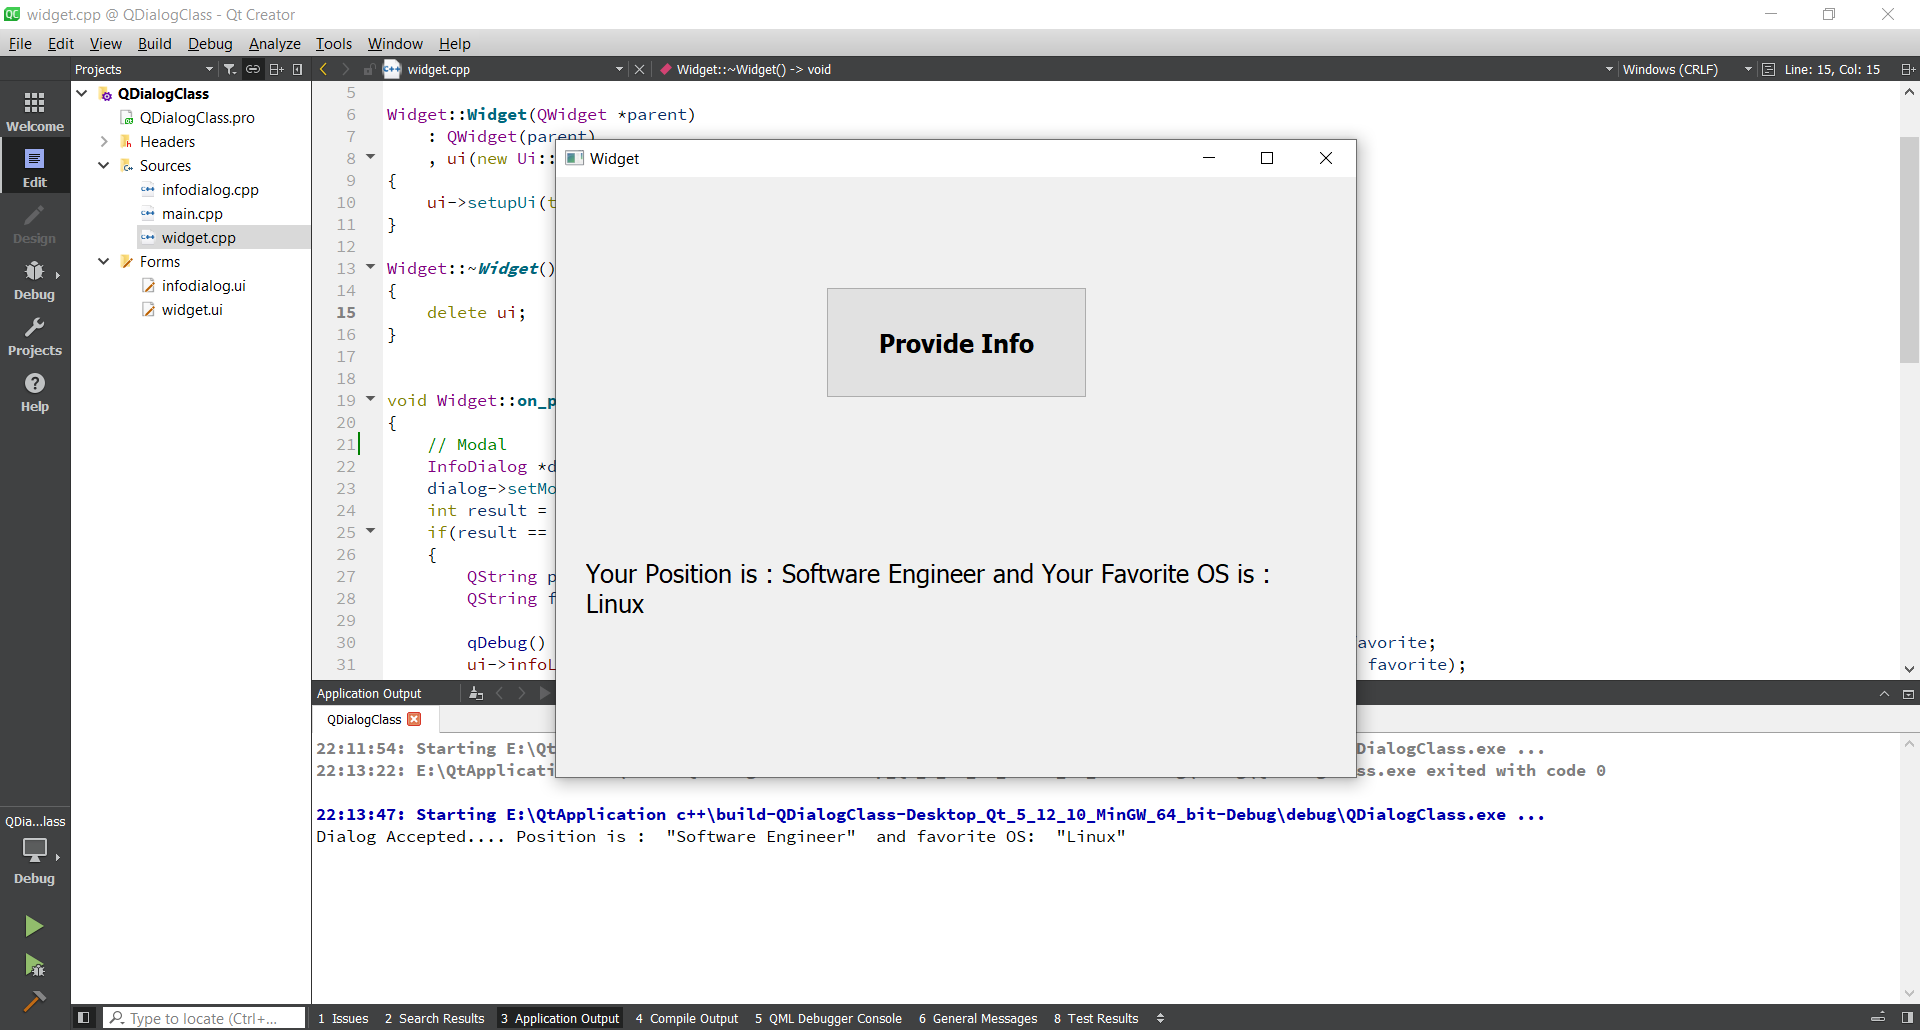 widget.cpp @ QDialogClass - Qt Creator
File Edit View Build Debug Analyze Tools Window Help
Projects
widget.cpp
Widget::~Widget() -> void
Windows (CRLF)
Line: 15, Col: 15
Welcome
Edit
Design
Debug
Projects
Help
QDialogClass
QDialogClass.pro
Headers
Sources
infodialog.cpp
main.cpp
widget.cpp
Forms
infodialog.ui
widget.ui
5
6 Widget::Widget(QWidget *parent)
7 : QWidget(parent)
8 , ui(new Ui::
9 {
10 ui->setupUi(t
11 }
12
13 Widget::~Widget()
14 {
15 delete ui;
16 }
17
18
19 void Widget::on_p
20 {
21 // Modal
22 InfoDialog *d
23 dialog->setMo
24 int result =
25 if(result ==
26 {
27 QString p
28 QString f
29
30 qDebug() avorite;
31 ui->infoL favorite);
Widget
Provide Info
Your Position is : Software Engineer and Your Favorite OS is :
Linux
Application Output
QDialogClass
22:11:54: Starting E:\Qt DialogClass.exe ...
22:13:22: E:\QtApplicati ss.exe exited with code 0
22:13:47: Starting E:\QtApplication c++\build-QDialogClass-Desktop_Qt_5_12_10_MinGW_64_bit-Debug\debug\QDialogClass.exe ...
Dialog Accepted.... Position is :  "Software Engineer"  and favorite OS:  "Linux"
QDia...lass
Debug
Type to locate (Ctrl+...
1 Issues 2 Search Results 3 Application Output 4 Compile Output 5 QML Debugger Console 6 General Messages 8 Test Results